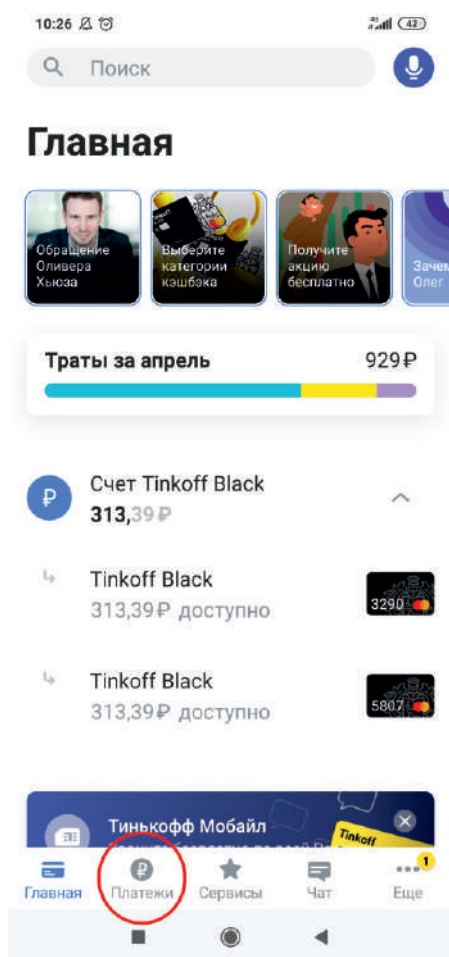 10:26
42
Поиск
Главная
Обращение
Оливера
Хьюза
Выберите
категории
кэшбэка
Получите
акцию
бесплатно
Зачем
Олег
Траты за апрель 929 ₽
Счет Tinkoff Black
313,39 ₽
Tinkoff Black
313,39 ₽ доступно
3290
Tinkoff Black
313,39 ₽ доступно
5807
Тинькофф Мобайл
Tinkoff
1
Главная Платежи Сервисы Чат Еще